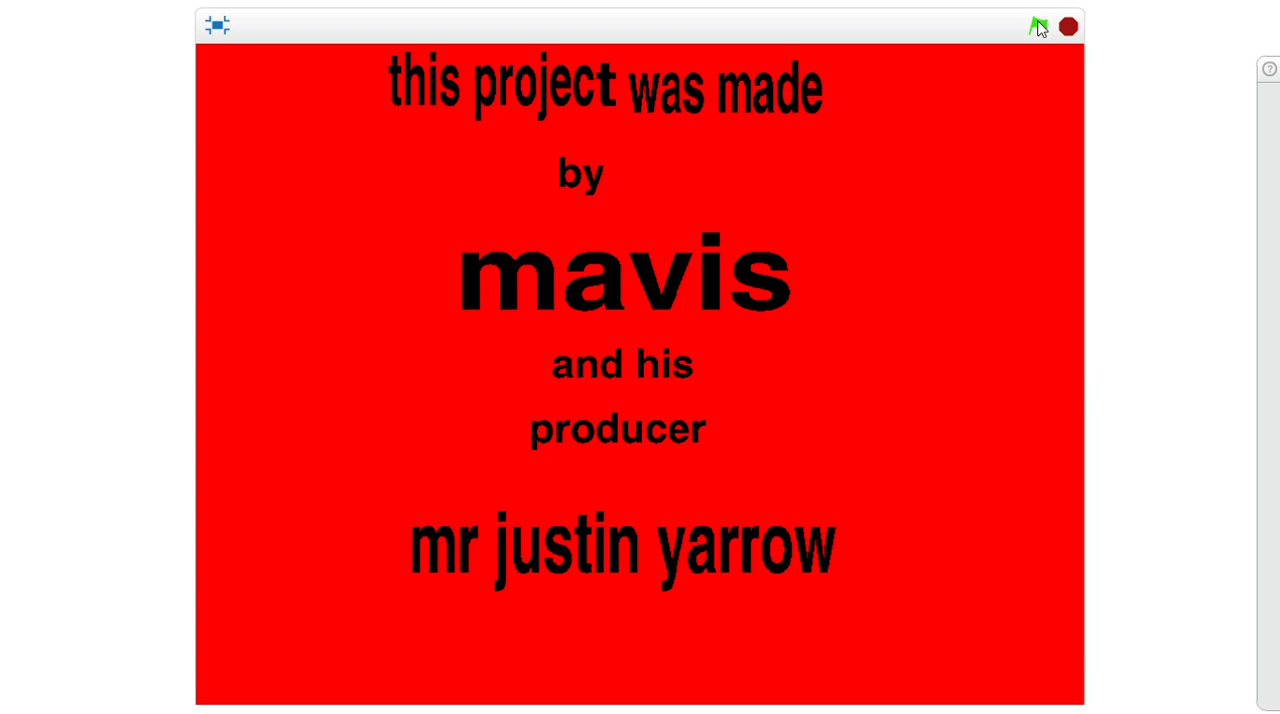 this project was made
by
mavis
and his
producer
mr justin yarrow